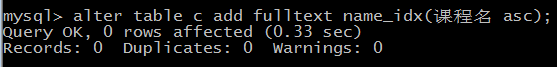 mysql> alter table c add fulltext name_idx(课程名 asc);
Query OK, 0 rows affected (0.33 sec)
Records: 0  Duplicates: 0  Warnings: 0